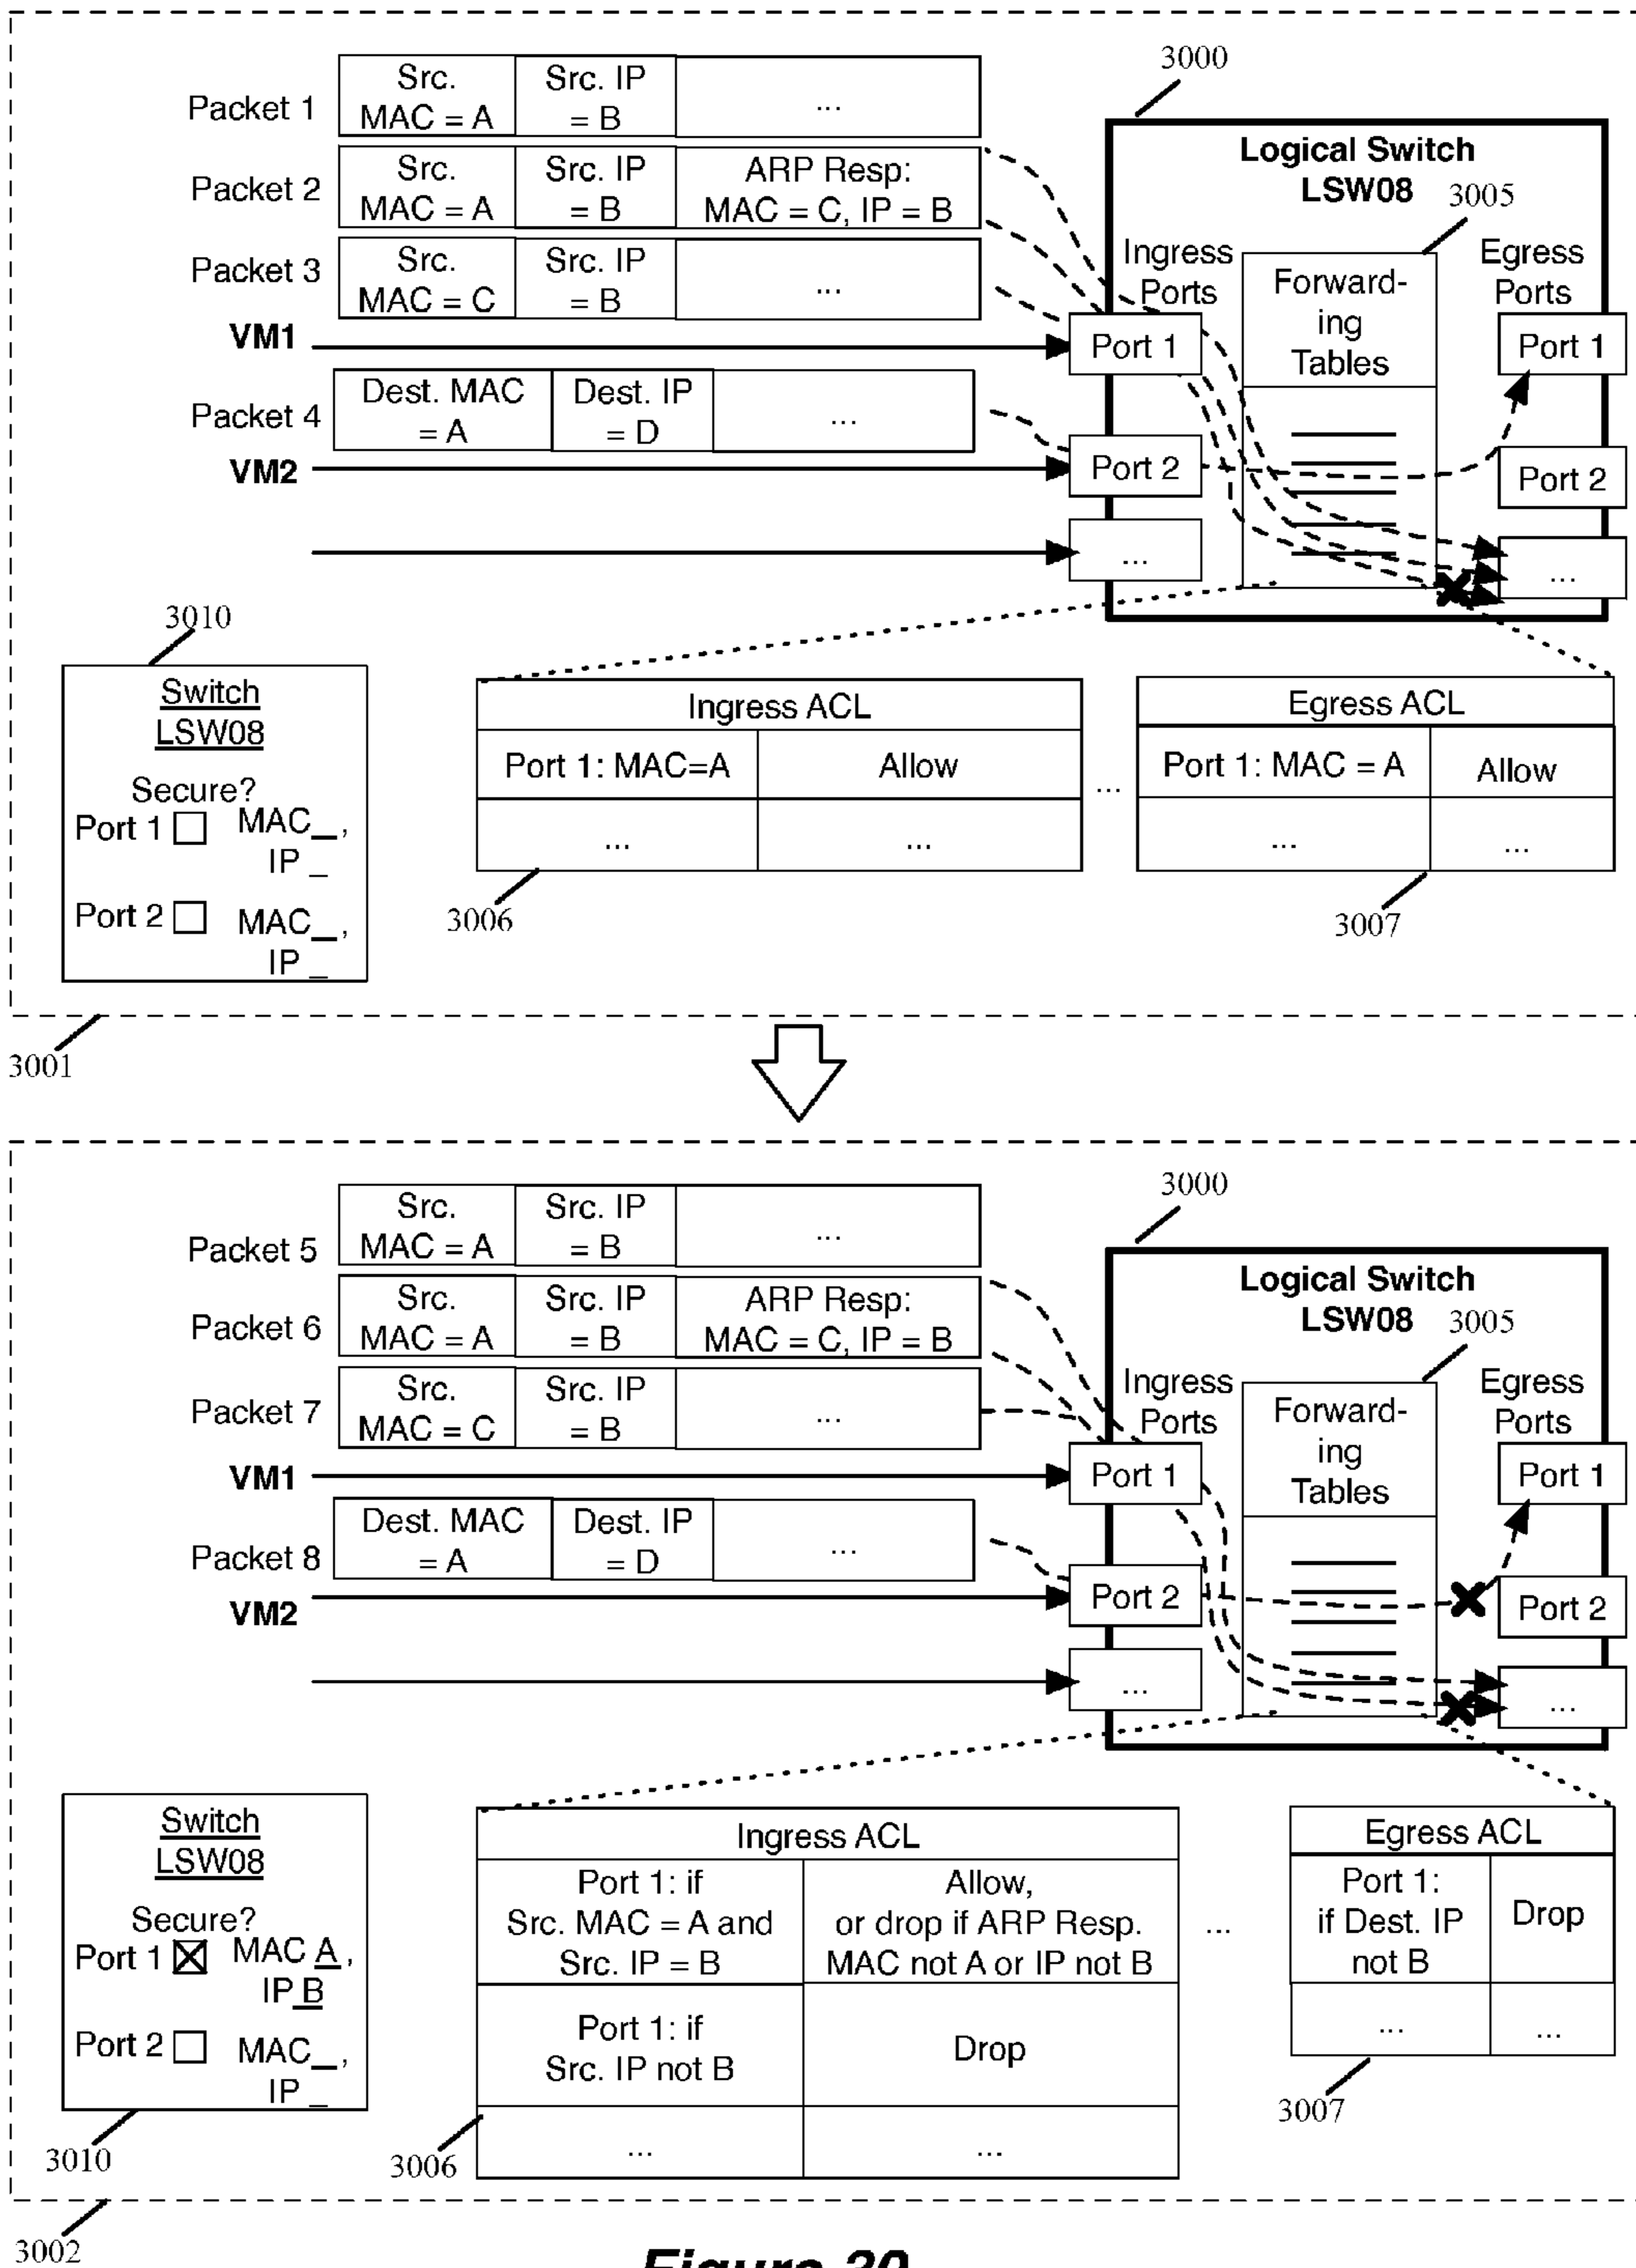 3000
Packet 1
Src.
MAC = A
Src. IP
= B
...
Packet 2
Src.
MAC = A
Src. IP
= B
ARP Resp:
MAC = C, IP = B
Packet 3
Src.
MAC = C
Src. IP
= B
...
VM1
Packet 4
Dest. MAC
= A
Dest. IP
= D
...
VM2
Logical Switch
LSW08
3005
Ingress
Ports
Forward-
ing
Tables
Egress
Ports
Port 1
Port 2
...
Port 1
Port 2
...
3010
Switch
LSW08
Secure?
Port 1 MAC_,
IP _
Port 2 MAC_,
IP _
Ingress ACL
Port 1: MAC=A
Allow
...
...
3006
...
Egress ACL
Port 1: MAC = A
Allow
...
...
3007
3001
3000
Packet 5
Src.
MAC = A
Src. IP
= B
...
Packet 6
Src.
MAC = A
Src. IP
= B
ARP Resp:
MAC = C, IP = B
Packet 7
Src.
MAC = C
Src. IP
= B
...
VM1
Packet 8
Dest. MAC
= A
Dest. IP
= D
...
VM2
Logical Switch
LSW08
3005
Ingress
Ports
Forward-
ing
Tables
Egress
Ports
Port 1
Port 2
...
Port 1
Port 2
...
Switch
LSW08
Secure?
Port 1 MAC A,
IP B
Port 2 MAC_,
IP _
3010
Ingress ACL
Port 1: if
Src. MAC = A and
Src. IP = B
Allow,
or drop if ARP Resp.
MAC not A or IP not B
Port 1: if
Src. IP not B
Drop
...
...
3006
...
Egress ACL
Port 1:
if Dest. IP
not B
Drop
...
...
3007
3002